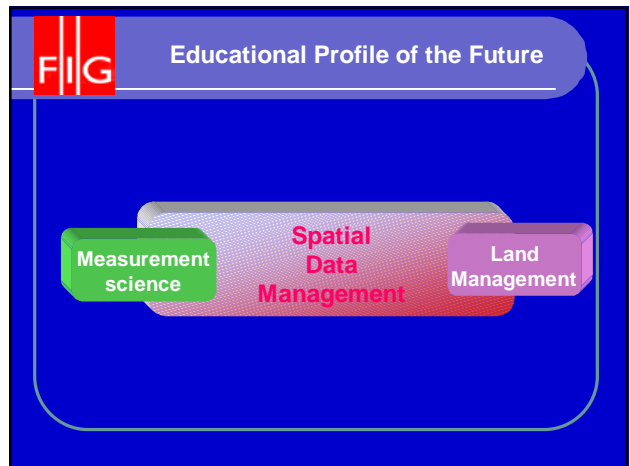 FIG
Educational Profile of the Future
Measurement
science
Spatial
Data
Management
Land
Management